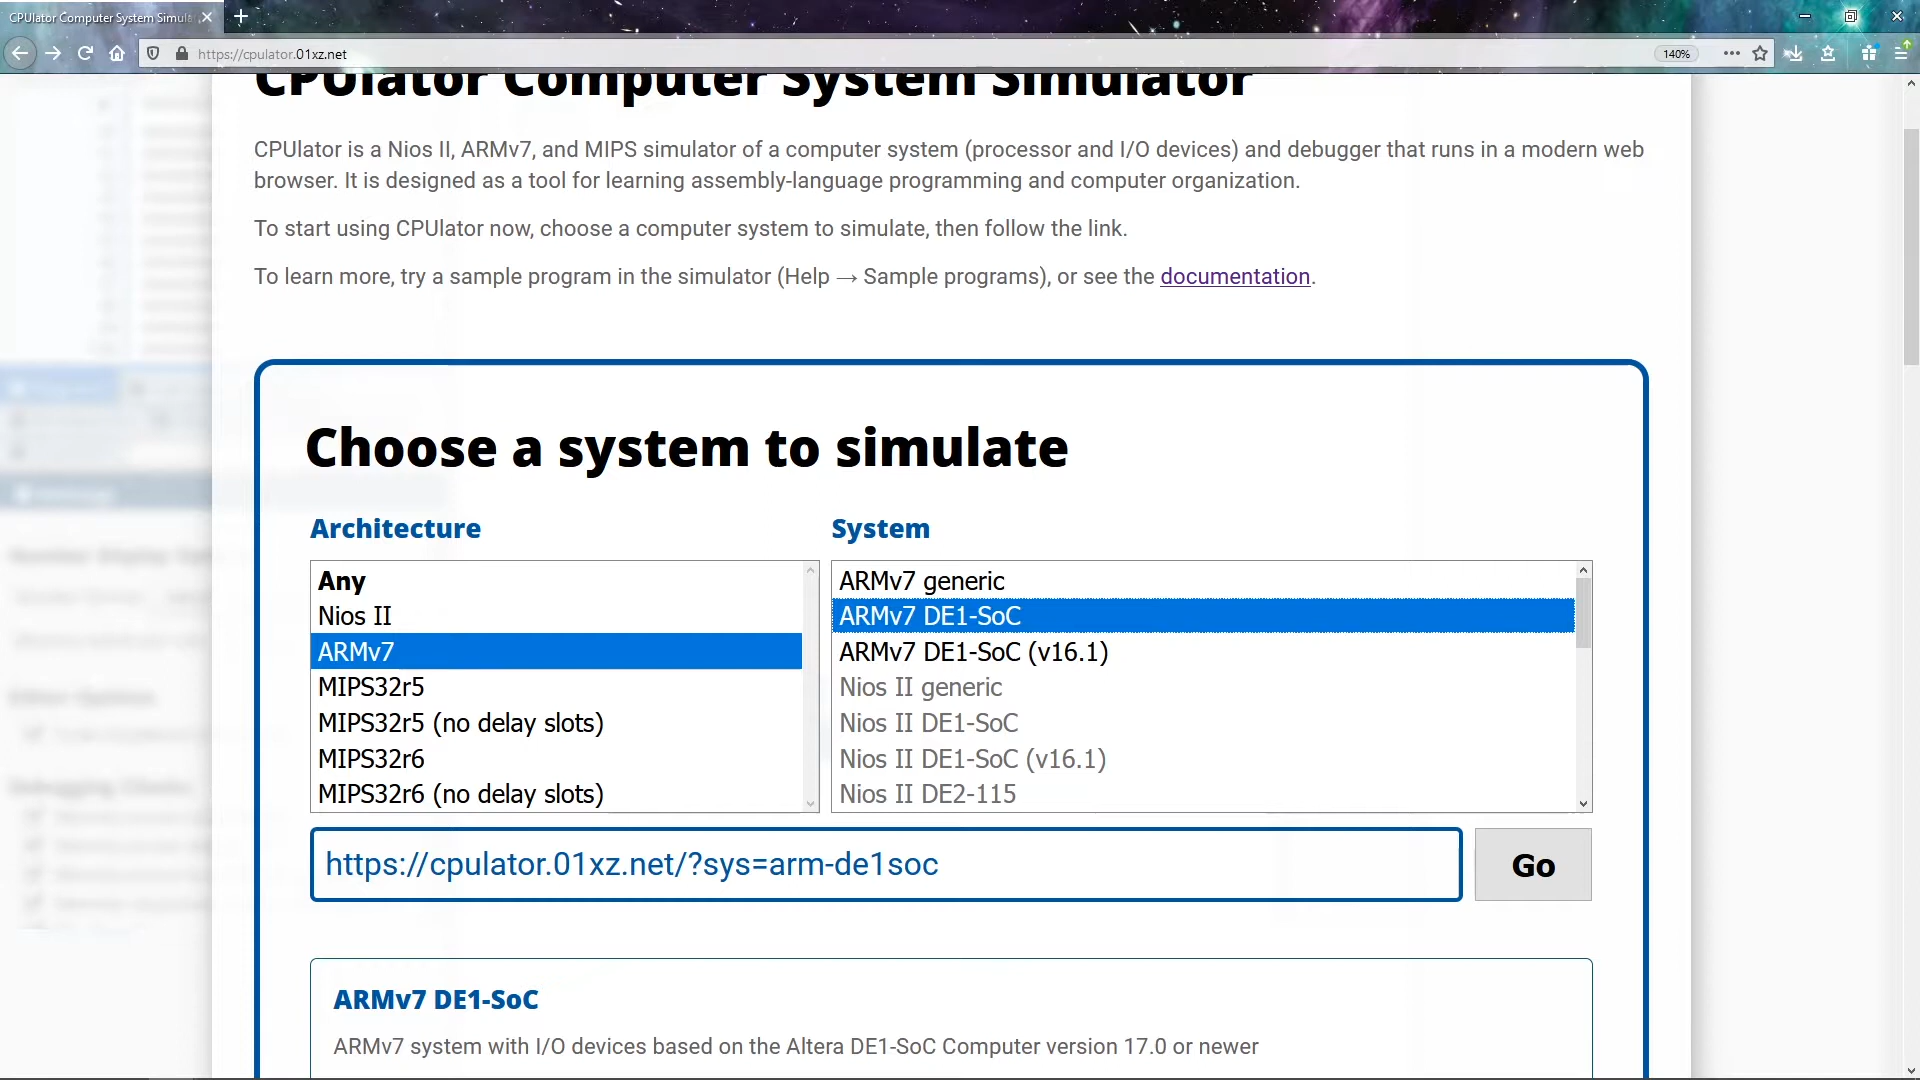 CPUlator Computer System Simula
https://cpulator.01xz.net
140%
CPUlator Computer System Simulator
CPUlator is a Nios II, ARMv7, and MIPS simulator of a computer system (processor and I/O devices) and debugger that runs in a modern web
browser. It is designed as a tool for learning assembly-language programming and computer organization.
To start using CPUlator now, choose a computer system to simulate, then follow the link.
To learn more, try a sample program in the simulator (Help → Sample programs), or see the documentation.
Choose a system to simulate
Architecture
Any
Nios II
ARMv7
MIPS32r5
MIPS32r5 (no delay slots)
MIPS32r6
MIPS32r6 (no delay slots)
System
ARMv7 generic
ARMv7 DE1-SoC
ARMv7 DE1-SoC (v16.1)
Nios II generic
Nios II DE1-SoC
Nios II DE1-SoC (v16.1)
Nios II DE2-115
https://cpulator.01xz.net/?sys=arm-de1soc
Go
ARMv7 DE1-SoC
ARMv7 system with I/O devices based on the Altera DE1-SoC Computer version 17.0 or newer